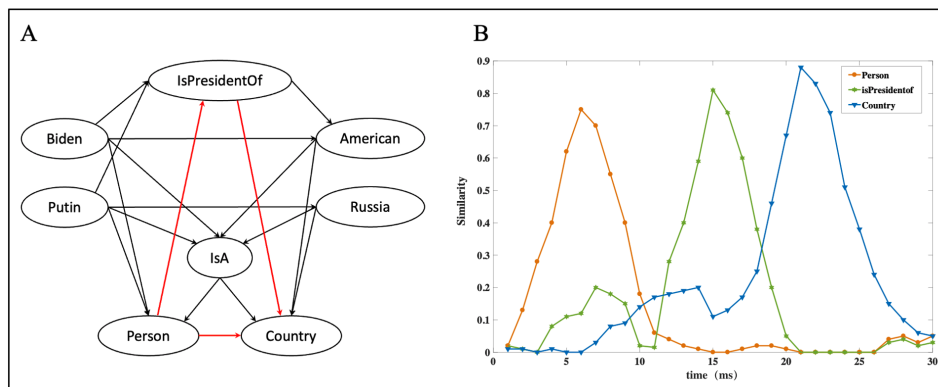 A
IsPresidentOf
Biden
American
Putin
Russia
IsA
Person
Country
B
Person
isPresidentof
Country
0.9
0.8
0.7
0.6
0.5
0.4
0.3
0.2
0.1
0
Similarity
0 5 10 15 20 25 30
time（ms）